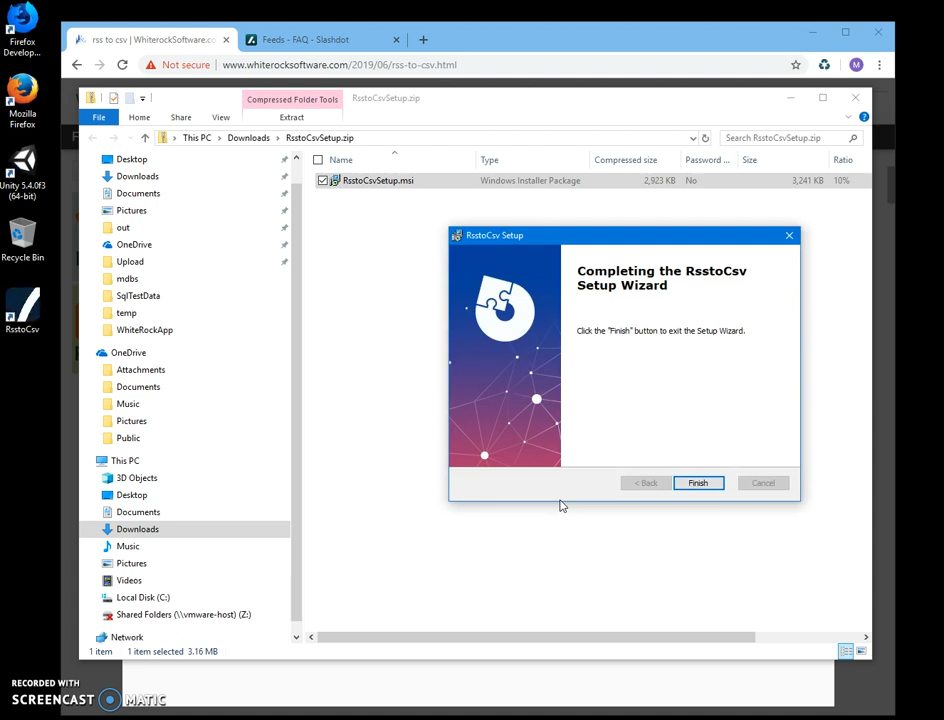 Firefox
Develop...
Mozilla
Firefox
Unity 5.4.0f3
(64-bit)
Recycle Bin
RsstoCsv
rss to csv | WhiterockSoftware.co
Feeds - FAQ - Slashdot
Not secure
www.whiterocksoftware.com/2019/06/rss-to-csv.html
M
Compressed Folder Tools
RsstoCsvSetup.zip
File
Home
Share
View
Extract
This PC
Downloads
RsstoCsvSetup.zip
Search RsstoCsvSetup.zip
Name
Type
Compressed size
Password ...
Size
Ratio
RsstoCsvSetup.msi
Windows Installer Package
2,923 KB
No
3,241 KB
10%
Desktop
Downloads
Documents
Pictures
out
OneDrive
Upload
mdbs
SqlTestData
temp
WhiteRockApp
OneDrive
Attachments
Documents
Music
Pictures
Public
This PC
3D Objects
Desktop
Documents
Downloads
Music
Pictures
Videos
Local Disk (C:)
Shared Folders (\\vmware-host) (Z:)
Network
RsstoCsv Setup
Completing the RsstoCsv
Setup Wizard
Click the "Finish" button to exit the Setup Wizard.
< Back
Finish
Cancel
1 item
1 item selected 3.16 MB
RECORDED WITH
SCREENCAST MATIC